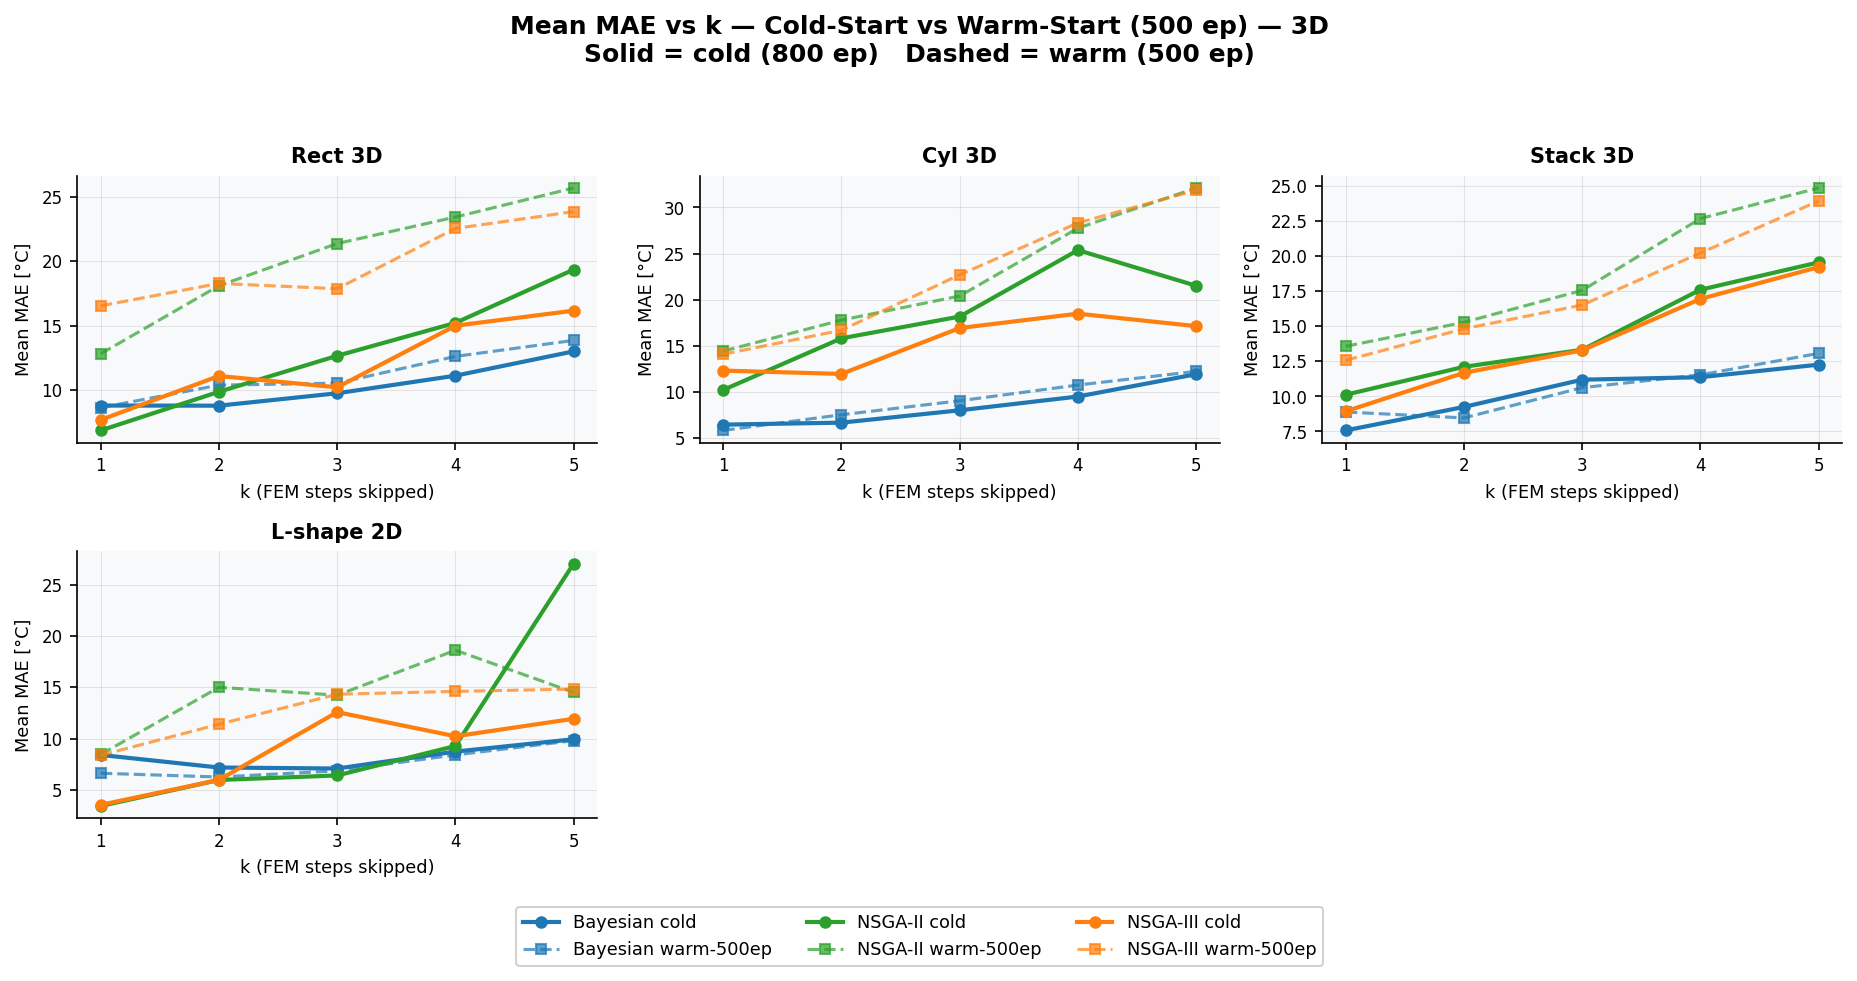 Mean MAE vs k — Cold-Start vs Warm-Start (500 ep) — 3D
Solid = cold (800 ep)   Dashed = warm (500 ep)
Rect 3D
Mean MAE [°C]
25
20
15
10
1 2 3 4 5
k (FEM steps skipped)
Cyl 3D
Mean MAE [°C]
30
25
20
15
10
5
1 2 3 4 5
k (FEM steps skipped)
Stack 3D
Mean MAE [°C]
25.0
22.5
20.0
17.5
15.0
12.5
10.0
7.5
1 2 3 4 5
k (FEM steps skipped)
L-shape 2D
Mean MAE [°C]
25
20
15
10
5
1 2 3 4 5
k (FEM steps skipped)
Bayesian cold
Bayesian warm-500ep
NSGA-II cold
NSGA-II warm-500ep
NSGA-III cold
NSGA-III warm-500ep